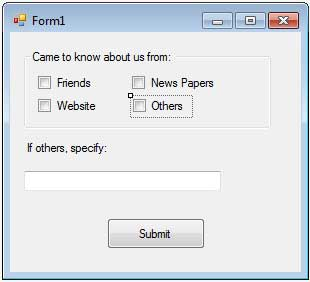 Form1
Came to know about us from:
Friends
News Papers
Website
Others
If others, specify:
Submit